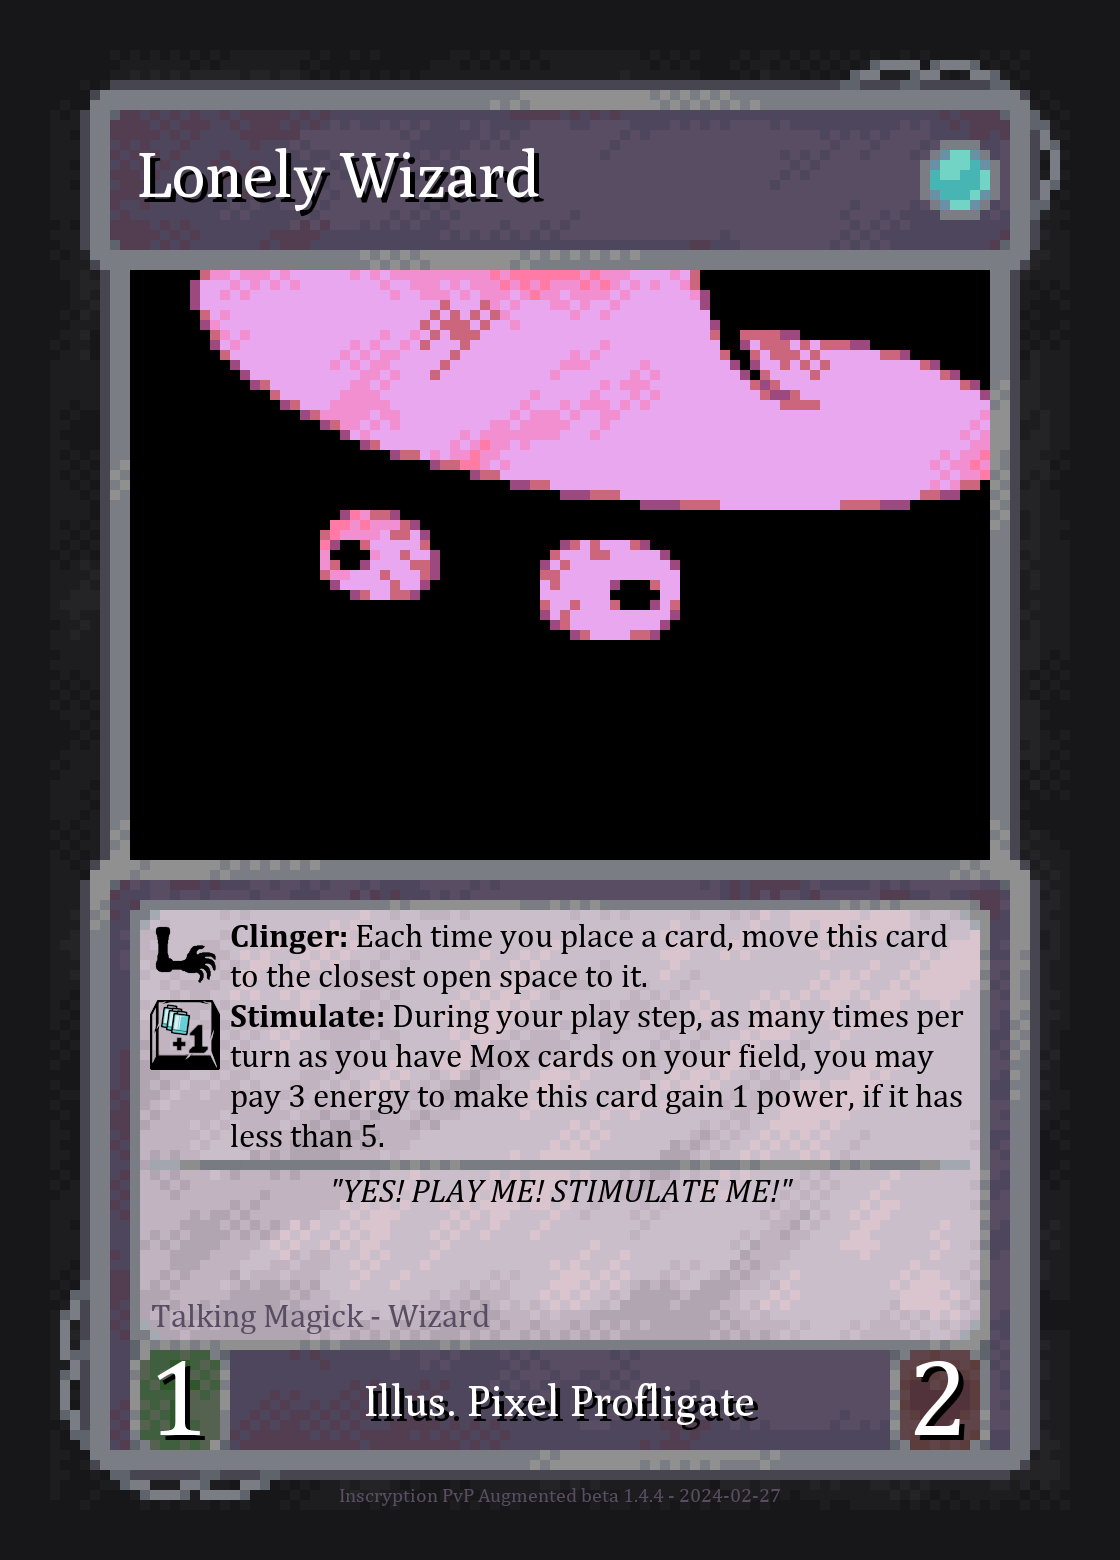 Lonely Wizard
Clinger: Each time you place a card, move this card
to the closest open space to it.
+1
Stimulate: During your play step, as many times per
turn as you have Mox cards on your field, you may
pay 3 energy to make this card gain 1 power, if it has
less than 5.
"YES! PLAY ME! STIMULATE ME!"
Talking Magick - Wizard
1
Illus. Pixel Profligate
2
Inscryption PvP Augmented beta 1.4.4 - 2024-02-27